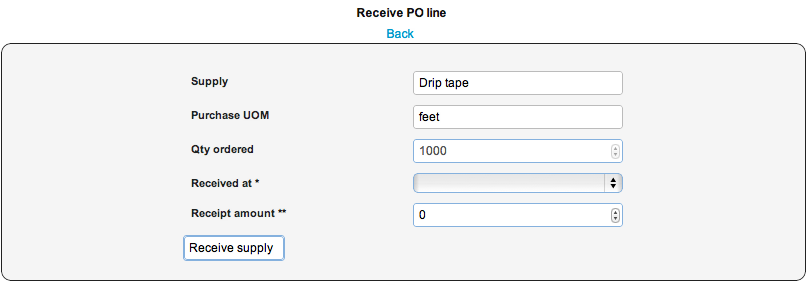 Receive PO line
Back
Supply Drip tape
Purchase UOM feet
Qty ordered 1000
Received at *
Receipt amount ** 0
Receive supply